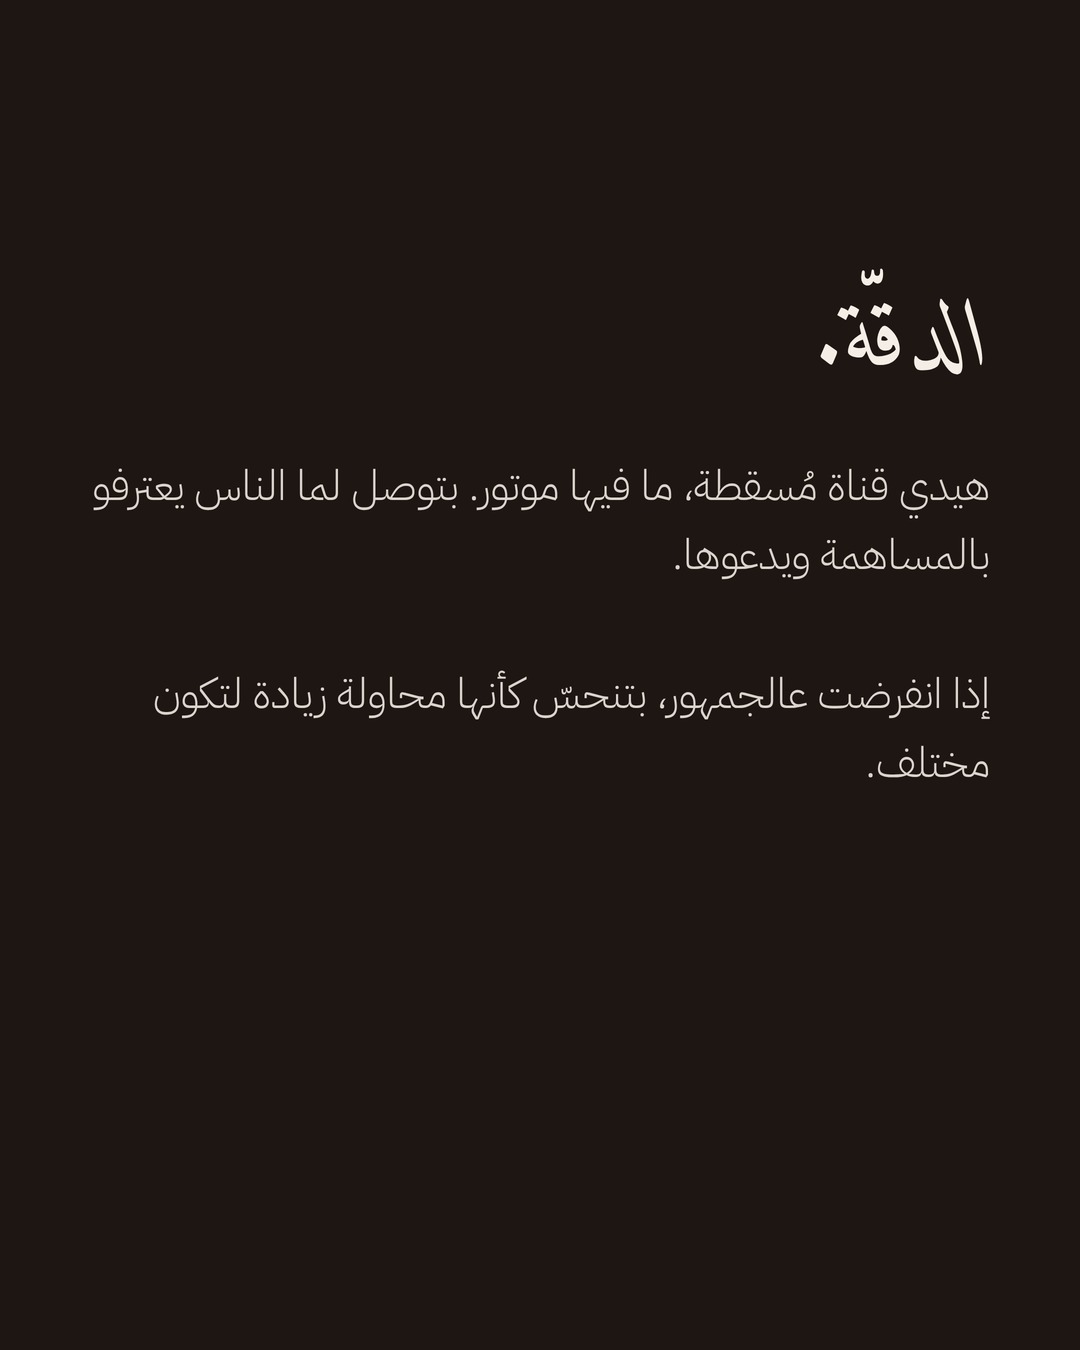 الدقّة.
هيدي قناة مُسقطة، ما فيها موتور. بتوصل لما الناس يعترفو
بالمساهمة ويدعوها.
إذا انفرضت عالجمهور، بتنحسّ كأنها محاولة زيادة لتكون
مختلف.